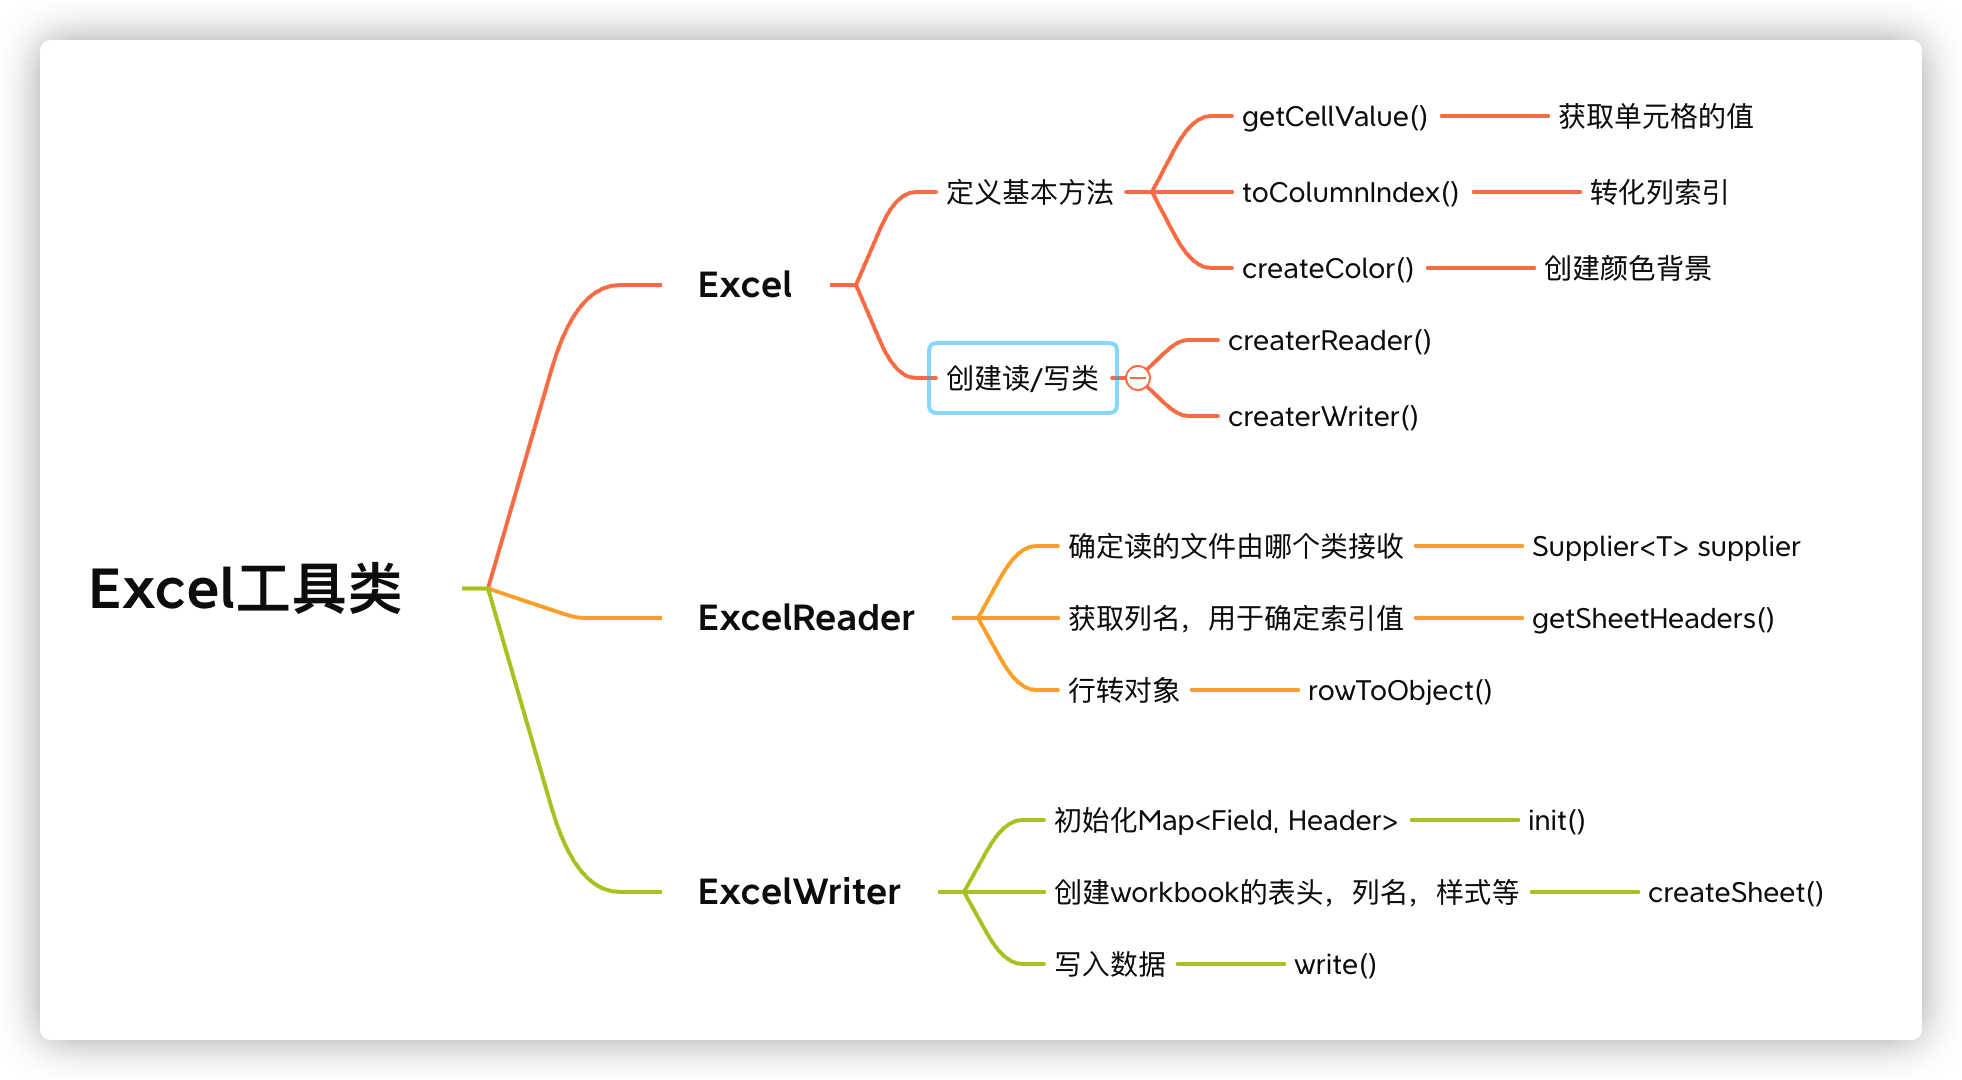 Excel工具类
Excel
定义基本方法
getCellValue()
获取单元格的值
toColumnIndex()
转化列索引
createColor()
创建颜色背景
创建读/写类
createrReader()
createrWriter()
ExcelReader
确定读的文件由哪个类接收
Supplier<T> supplier
获取列名，用于确定索引值
getSheetHeaders()
行转对象
rowToObject()
ExcelWriter
初始化Map<Field, Header>
init()
创建workbook的表头，列名，样式等
createSheet()
写入数据
write()